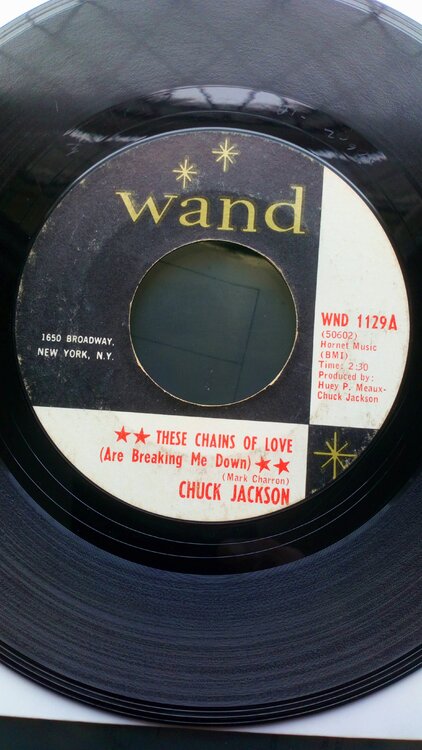 wand
1650 BROADWAY.
NEW YORK, N.Y.
WND 1129A
(50602)
Hornet Music
(BMI)
Time: 2:30
Produced by:
Huey P. Meaux-
Chuck Jackson
★★ THESE CHAINS OF LOVE
(Are Breaking Me Down) ★★
(Mark Charron)
CHUCK JACKSON